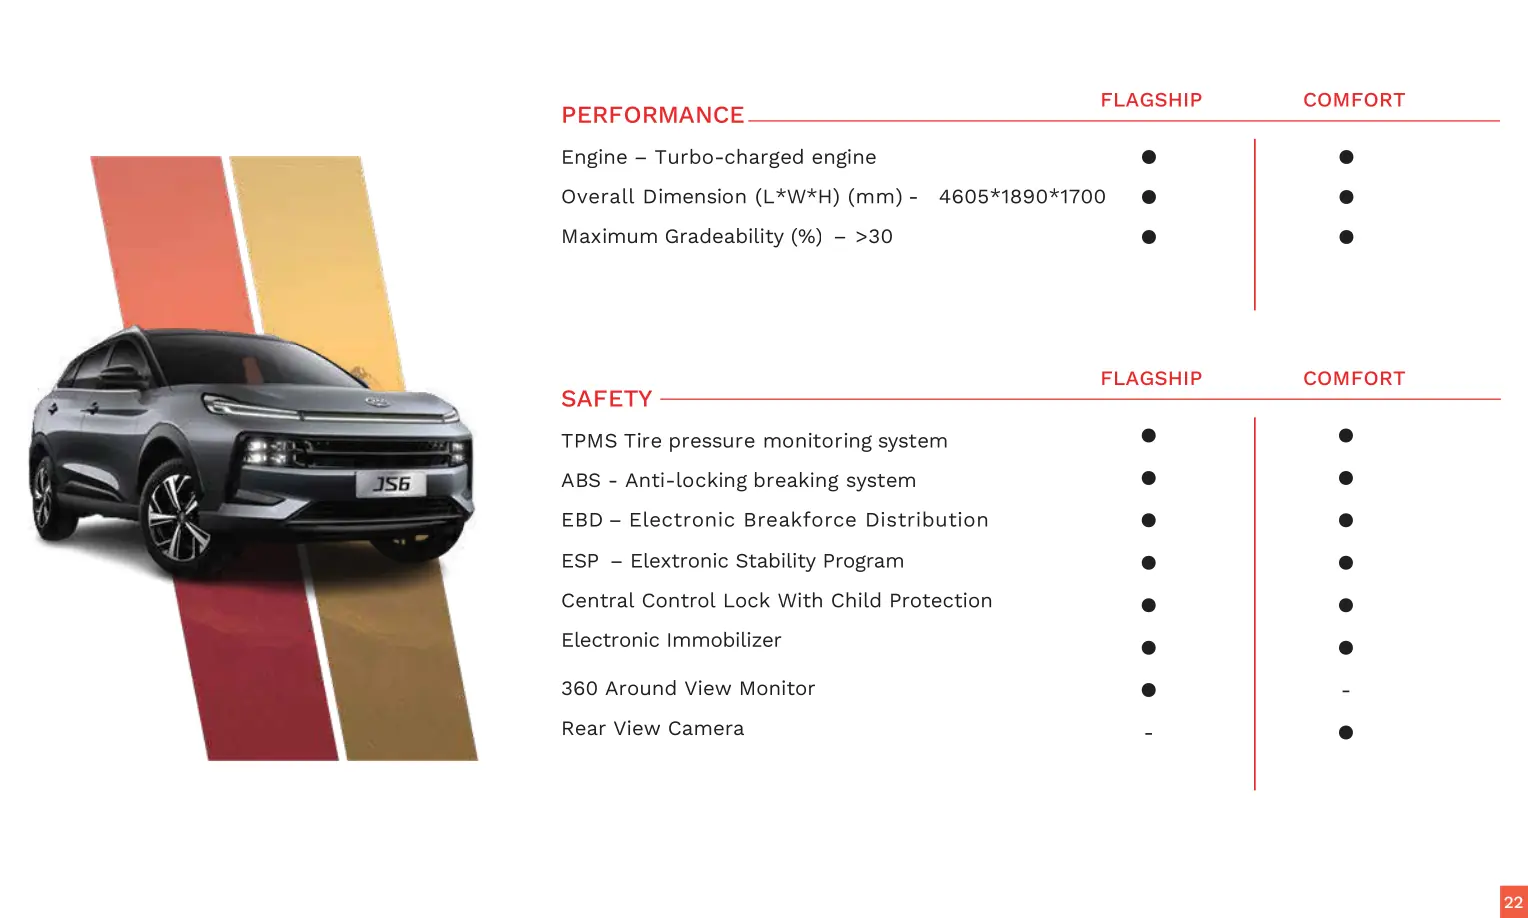 FLAGSHIP COMFORT
PERFORMANCE
Engine – Turbo-charged engine ● ●
Overall Dimension (L*W*H) (mm) - 4605*1890*1700 ● ●
Maximum Gradeability (%) – >30 ● ●
FLAGSHIP COMFORT
SAFETY
TPMS Tire pressure monitoring system ● ●
ABS - Anti-locking breaking system ● ●
EBD – Electronic Breakforce Distribution ● ●
ESP – Elextronic Stability Program ● ●
Central Control Lock With Child Protection ● ●
Electronic Immobilizer ● ●
360 Around View Monitor ● -
Rear View Camera - ●
JS6
22